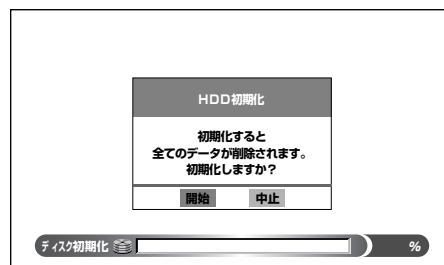 HDD初期化
初期化すると
全てのデータが削除されます。
初期化しますか？
開始 中止
ディスク初期化 %